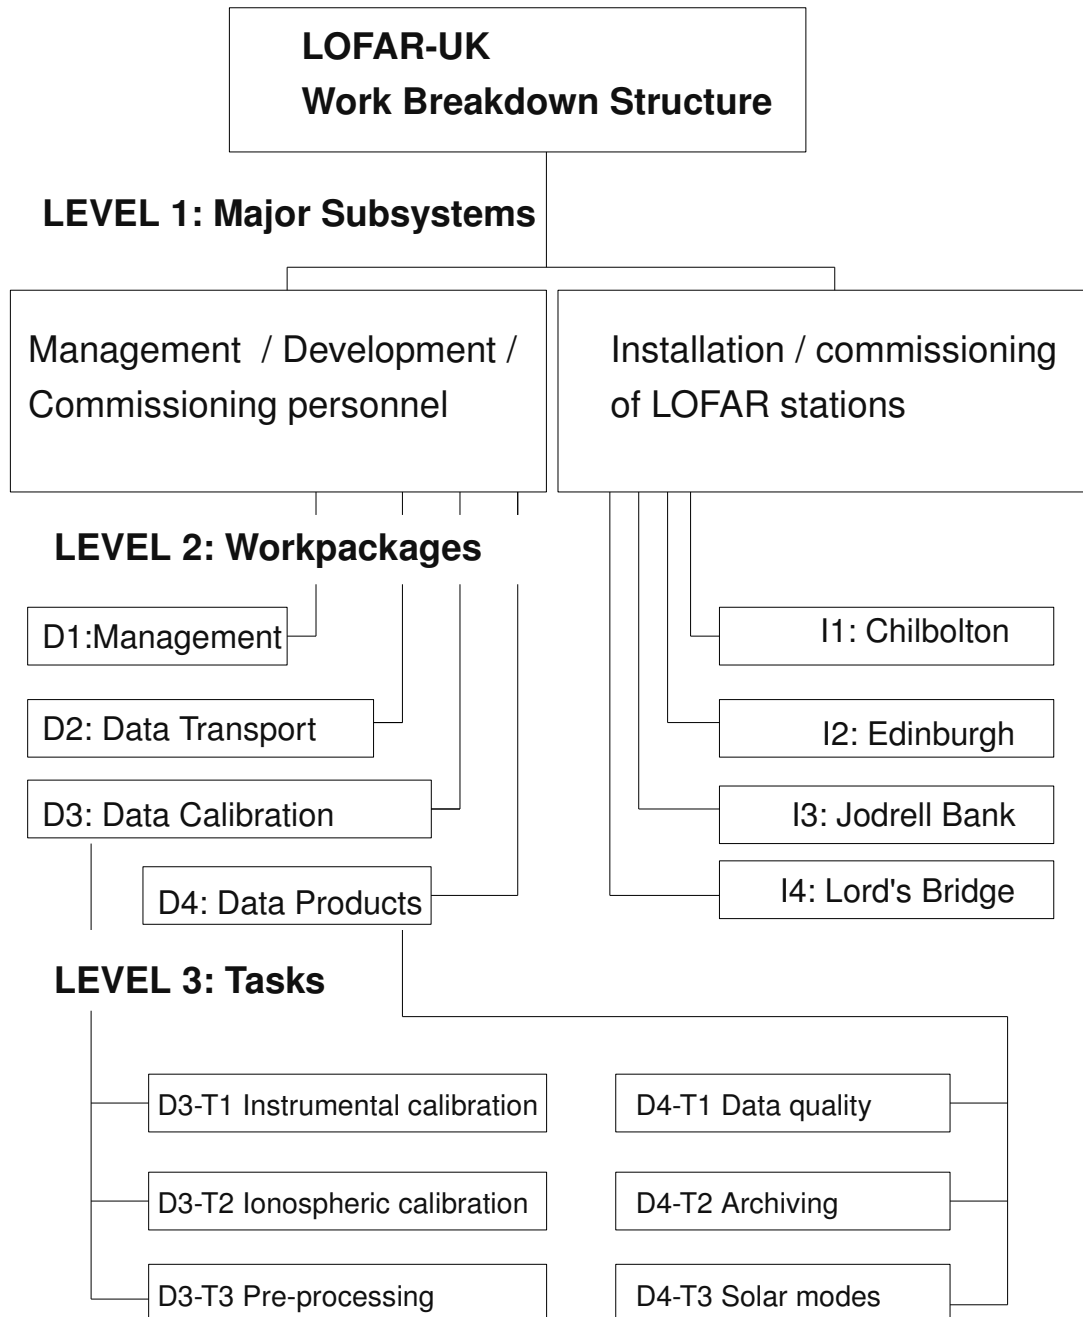 LOFAR-UK
Work Breakdown Structure
LEVEL 1: Major Subsystems
Management / Development /
Commissioning personnel
Installation / commissioning
of LOFAR stations
LEVEL 2: Workpackages
D1:Management
D2: Data Transport
D3: Data Calibration
D4: Data Products
I1: Chilbolton
I2: Edinburgh
I3: Jodrell Bank
I4: Lord's Bridge
LEVEL 3: Tasks
D3-T1 Instrumental calibration
D3-T2 Ionospheric calibration
D3-T3 Pre-processing
D4-T1 Data quality
D4-T2 Archiving
D4-T3 Solar modes